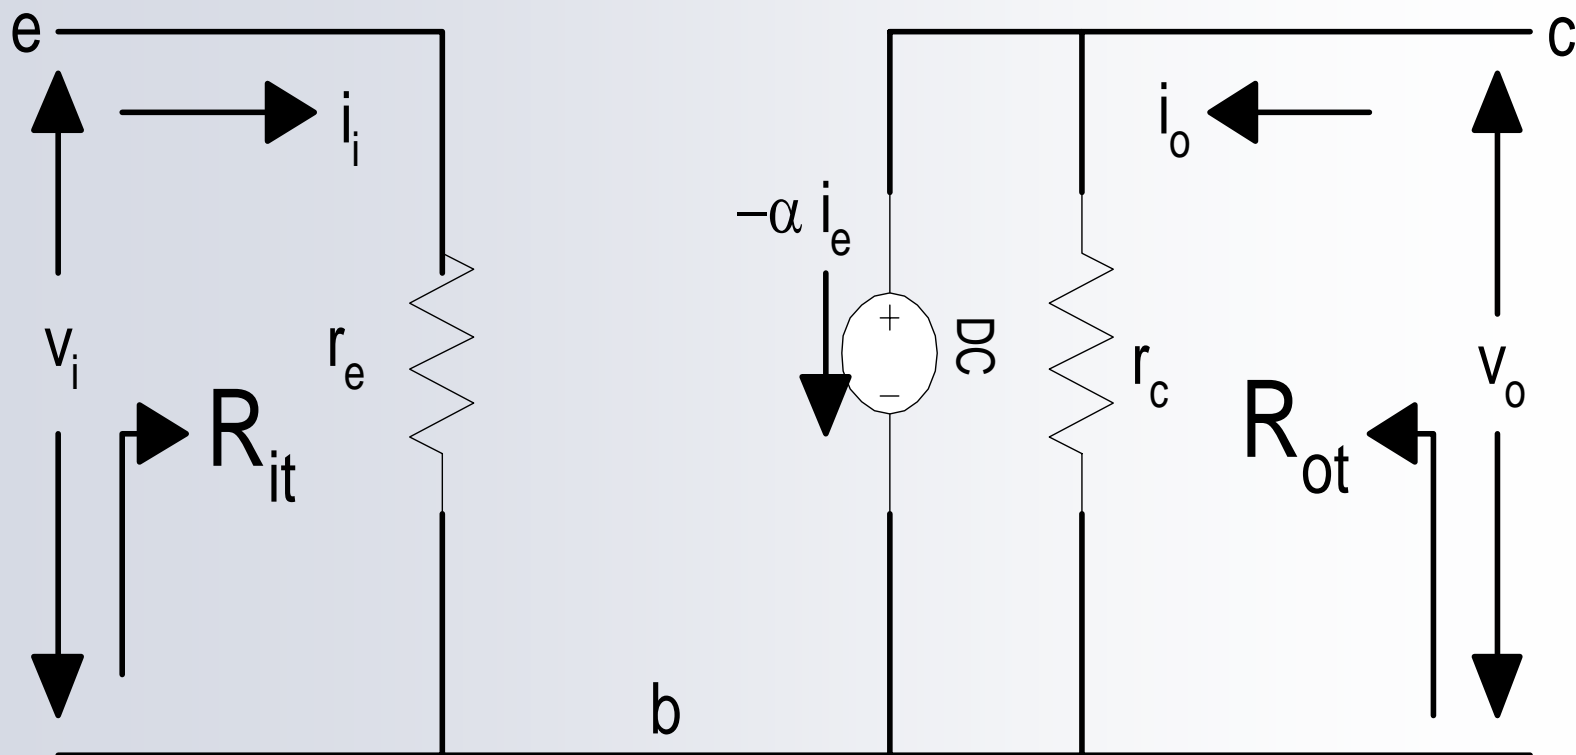 e
c
i_i
i_o
−α i_e
DC
v_i
r_e
r_c
v_o
R_it
R_ot
b